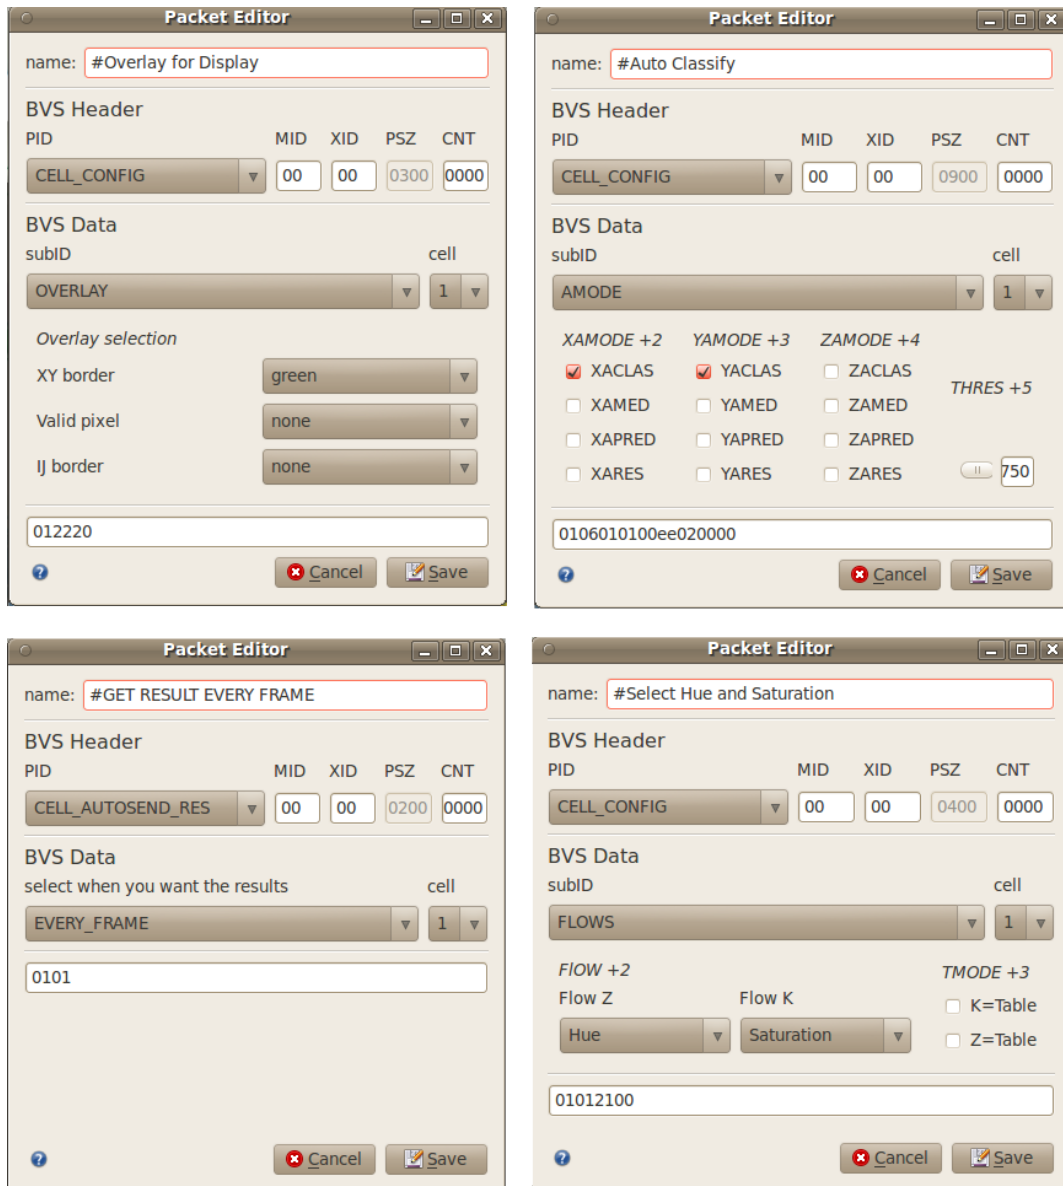 Packet Editor
name: #Overlay for Display
BVS Header
PID MID XID PSZ CNT
CELL_CONFIG 00 00 0300 0000
BVS Data
subID cell
OVERLAY 1
Overlay selection
XY border green
Valid pixel none
IJ border none
012220
Cancel Save
Packet Editor
name: #Auto Classify
BVS Header
PID MID XID PSZ CNT
CELL_CONFIG 00 00 0900 0000
BVS Data
subID cell
AMODE 1
XAMODE +2 YAMODE +3 ZAMODE +4
XACLAS YACLAS ZACLAS
THRES +5
XAMED YAMED ZAMED
XAPRED YAPRED ZAPRED
XARES YARES ZARES 750
0106010100ee020000
Cancel Save
Packet Editor
name: #GET RESULT EVERY FRAME
BVS Header
PID MID XID PSZ CNT
CELL_AUTOSEND_RES 00 00 0200 0000
BVS Data
select when you want the results cell
EVERY_FRAME 1
0101
Cancel Save
Packet Editor
name: #Select Hue and Saturation
BVS Header
PID MID XID PSZ CNT
CELL_CONFIG 00 00 0400 0000
BVS Data
subID cell
FLOWS 1
FlOW +2 TMODE +3
Flow Z Flow K K=Table
Hue Saturation Z=Table
01012100
Cancel Save